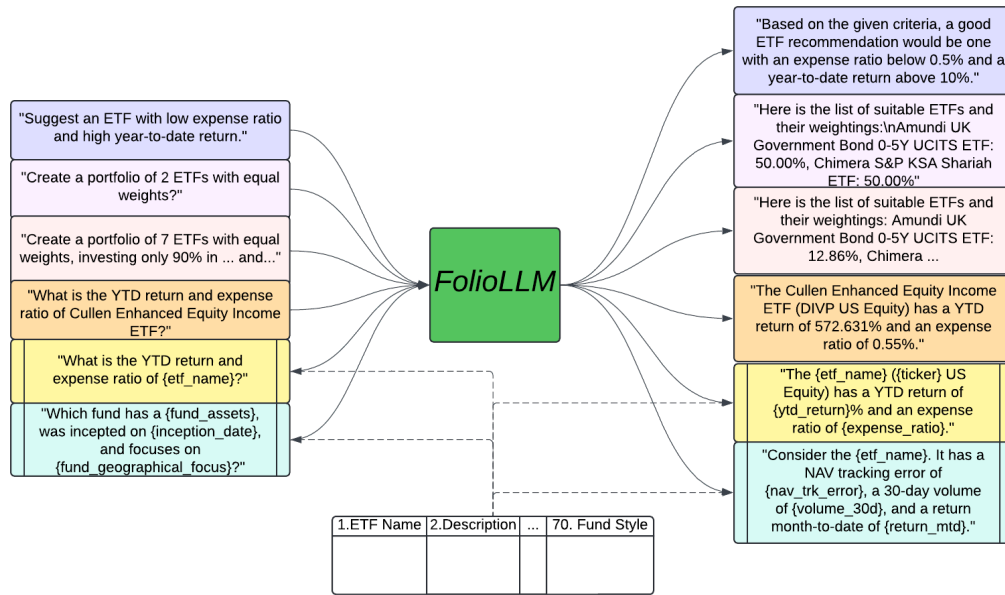 "Suggest an ETF with low expense ratio
and high year-to-date return."
"Create a portfolio of 2 ETFs with equal
weights?"
"Create a portfolio of 7 ETFs with equal
weights, investing only 90% in ... and..."
"What is the YTD return and expense
ratio of Cullen Enhanced Equity Income
ETF?"
"What is the YTD return and
expense ratio of {etf_name}?"
"Which fund has a {fund_assets},
was incepted on {inception_date},
and focuses on
{fund_geographical_focus}?"
FolioLLM
"Based on the given criteria, a good
ETF recommendation would be one
with an expense ratio below 0.5% and a
year-to-date return above 10%."
"Here is the list of suitable ETFs and
their weightings:\nAmundi UK
Government Bond 0-5Y UCITS ETF:
50.00%, Chimera S&P KSA Shariah
ETF: 50.00%"
"Here is the list of suitable ETFs and
their weightings: Amundi UK
Government Bond 0-5Y UCITS ETF:
12.86%, Chimera ...
"The Cullen Enhanced Equity Income
ETF (DIVP US Equity) has a YTD
return of 572.631% and an expense
ratio of 0.55%."
"The {etf_name} ({ticker} US
Equity) has a YTD return of
{ytd_return}% and an expense
ratio of {expense_ratio}."
"Consider the {etf_name}. It has a
NAV tracking error of
{nav_trk_error}, a 30-day volume
of {volume_30d}, and a return
month-to-date of {return_mtd}."
1.ETF Name 2.Description ... 70. Fund Style